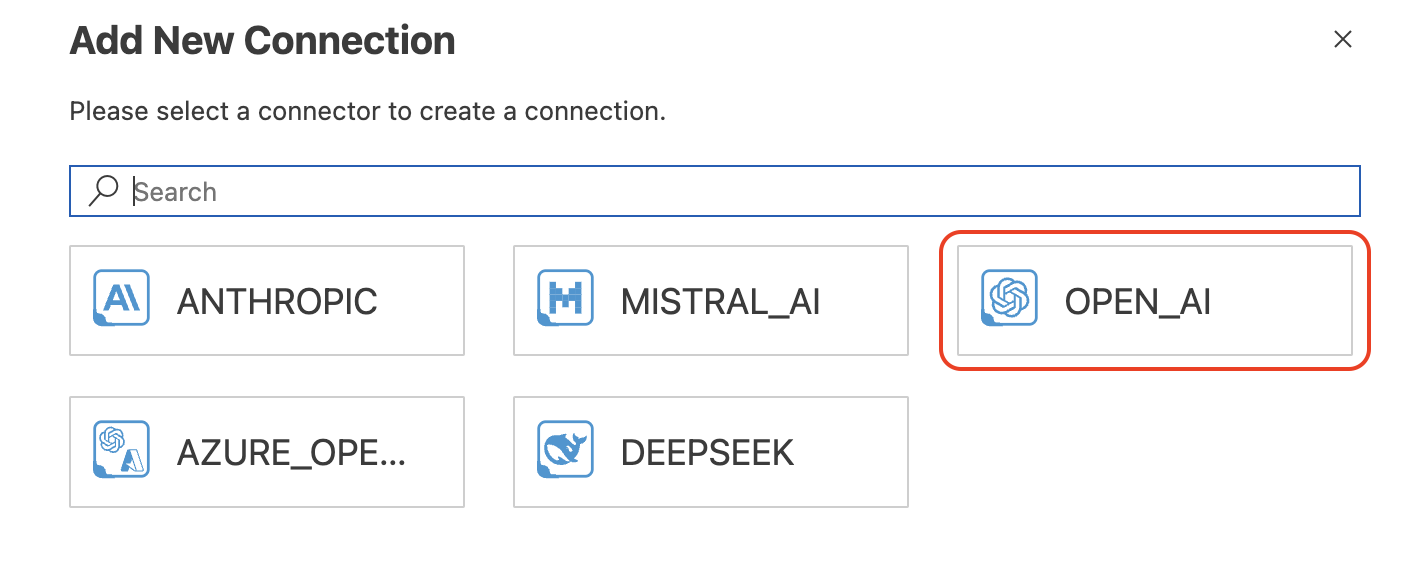 Add New Connection
Please select a connector to create a connection.
Search
ANTHROPIC
MISTRAL_AI
OPEN_AI
AZURE_OPE...
DEEPSEEK